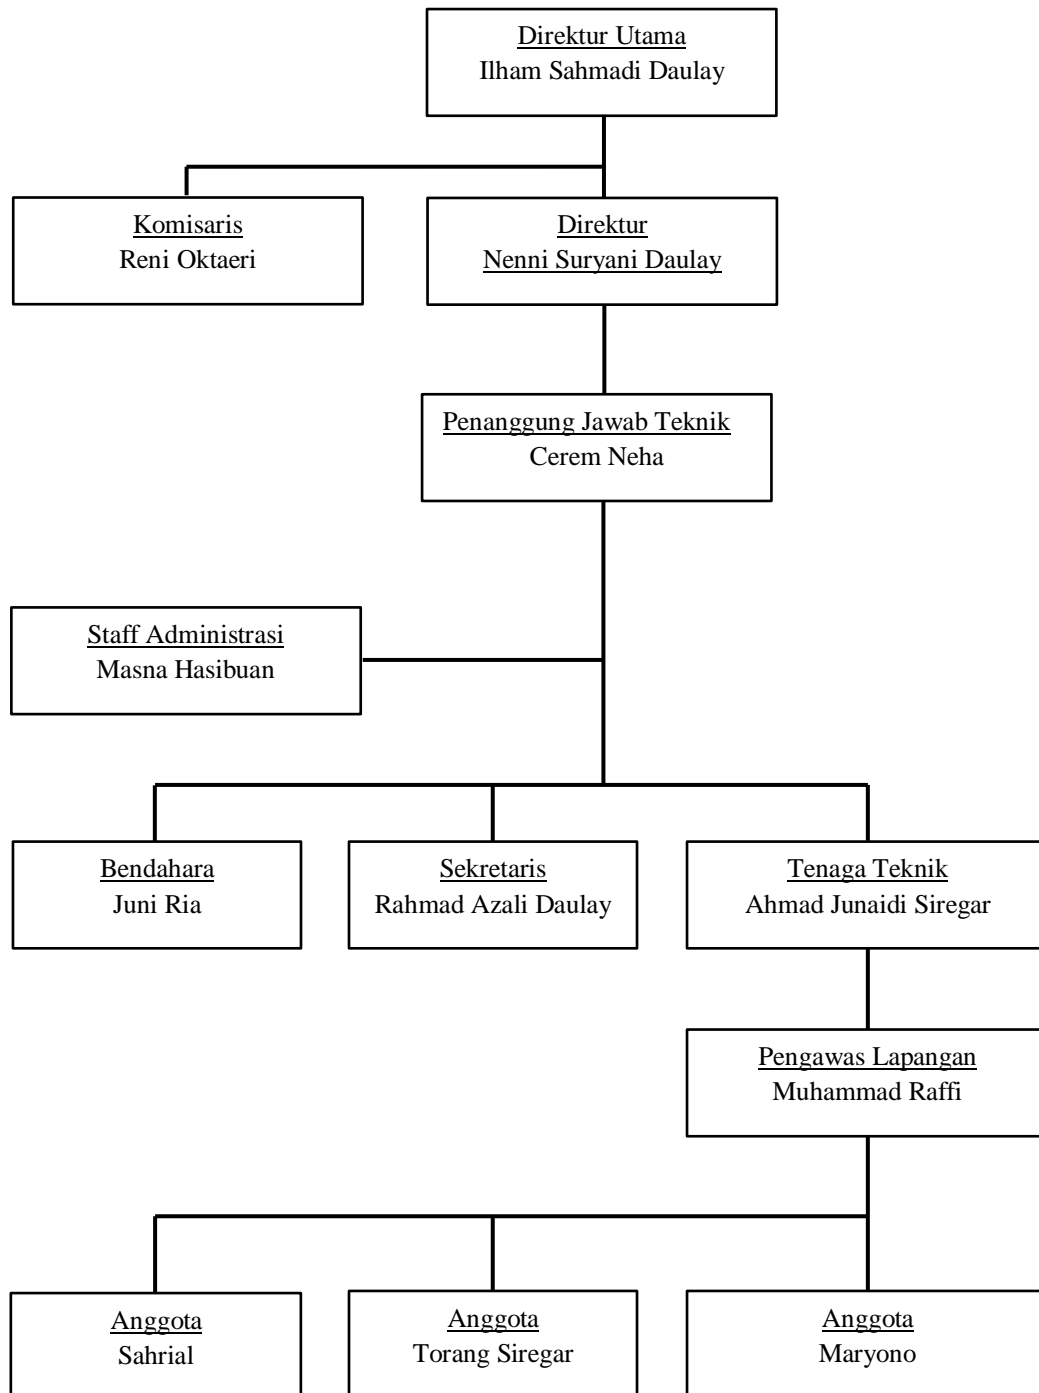 Direktur Utama
Ilham Sahmadi Daulay
Komisaris
Reni Oktaeri
Direktur
Nenni Suryani Daulay
Penanggung Jawab Teknik
Cerem Neha
Staff Administrasi
Masna Hasibuan
Bendahara
Juni Ria
Sekretaris
Rahmad Azali Daulay
Tenaga Teknik
Ahmad Junaidi Siregar
Pengawas Lapangan
Muhammad Raffi
Anggota
Sahrial
Anggota
Torang Siregar
Anggota
Maryono